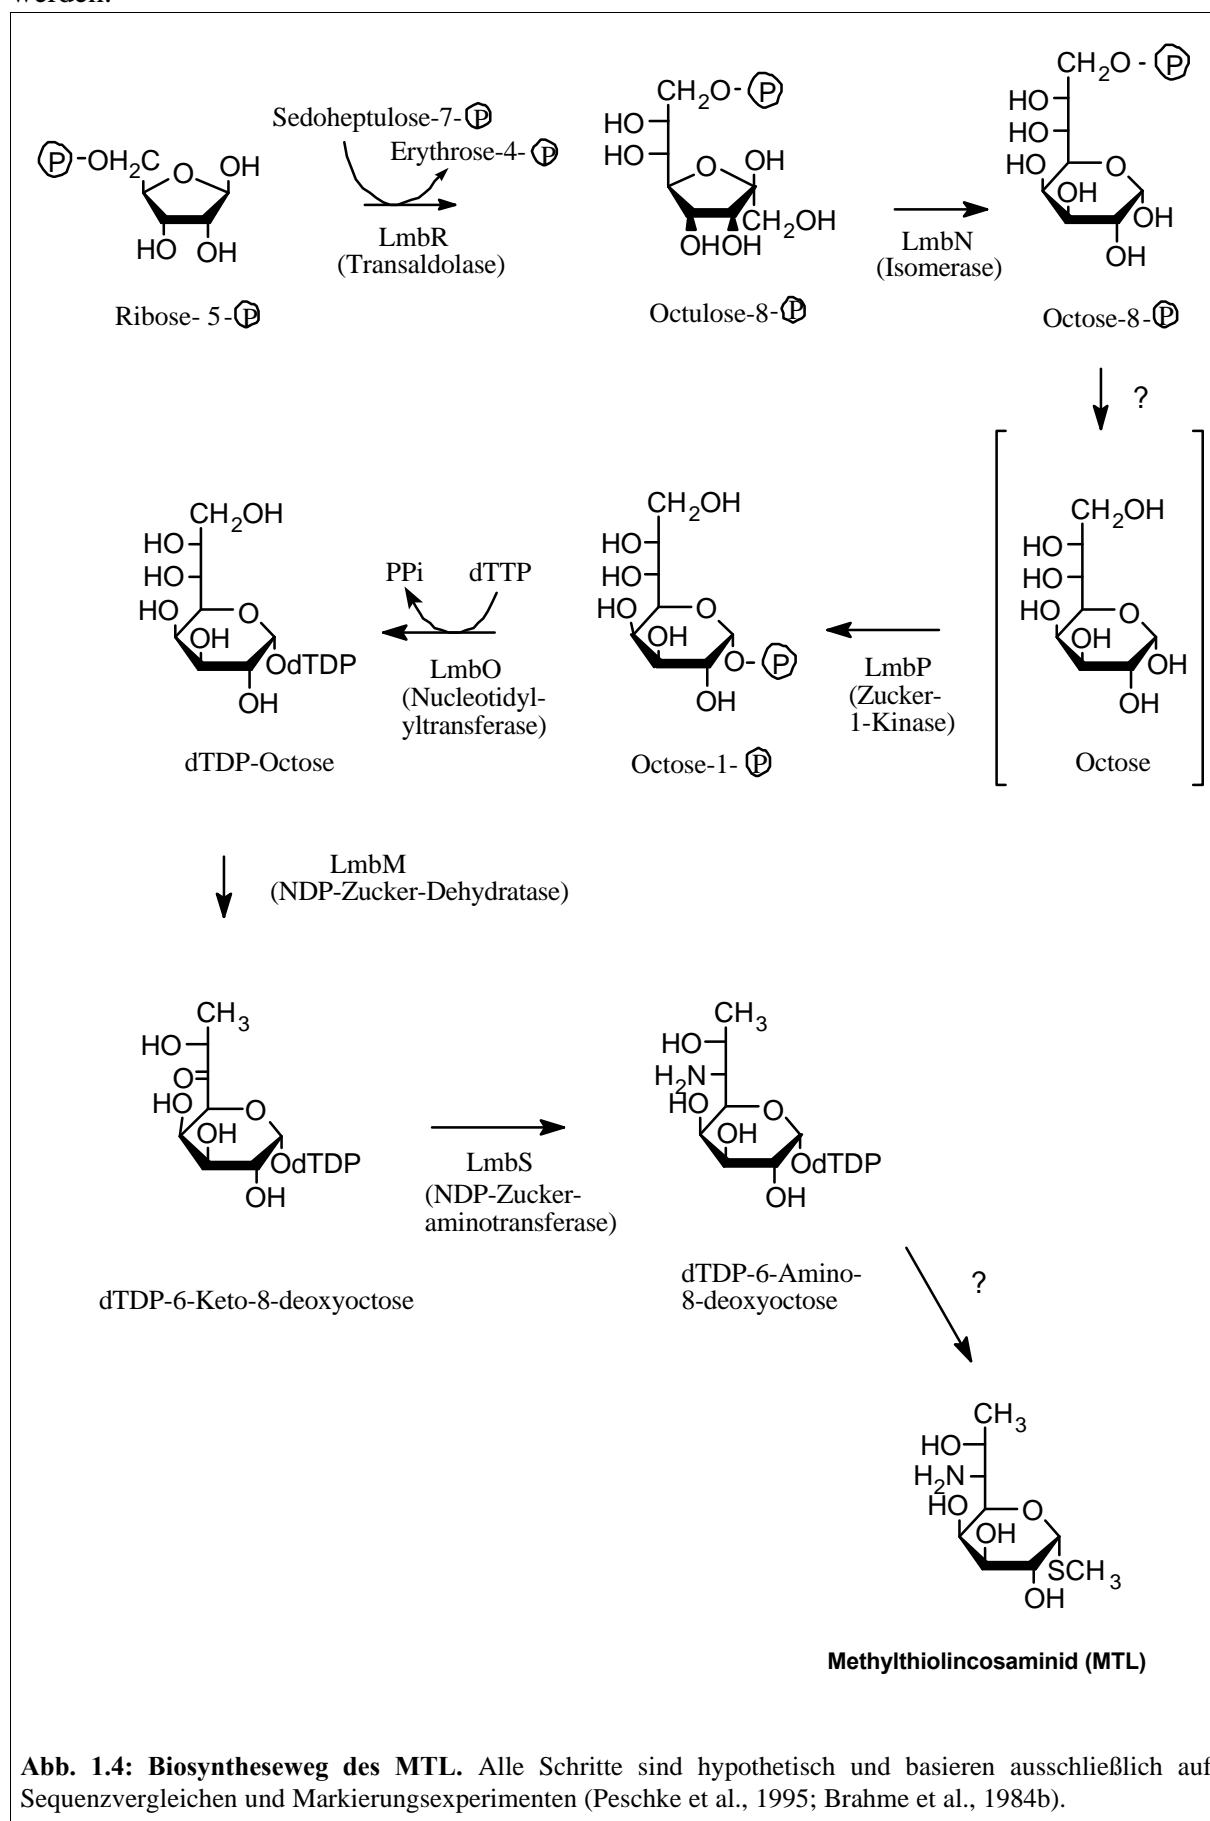 werden.
Sedoheptulose-7-P
Erythrose-4-P
P-OH2C
O
OH
HO
OH
LmbR
(Transaldolase)
Ribose- 5-P
CH2O-P
HO
HO
O
OH
CH2OH
OH
OH
Octulose-8-P
LmbN
(Isomerase)
CH2O - P
HO
HO
HO
O
OH
OH
OH
Octose-8-P
?
CH2OH
HO
HO
HO
O
OH
OH
OH
Octose
LmbP
(Zucker-
1-Kinase)
CH2OH
HO
HO
HO
O
OH
O-P
OH
Octose-1- P
PPi
dTTP
LmbO
(Nucleotidyl-
yltransferase)
CH2OH
HO
HO
HO
O
OH
OdTDP
OH
dTDP-Octose
LmbM
(NDP-Zucker-Dehydratase)
CH3
HO
O
HO
O
OH
OdTDP
OH
dTDP-6-Keto-8-deoxyoctose
LmbS
(NDP-Zucker-
aminotransferase)
CH3
HO
H2N
HO
O
OH
OdTDP
OH
dTDP-6-Amino-
8-deoxyoctose
?
CH3
HO
H2N
HO
O
OH
SCH3
OH
Methylthiolincosaminid (MTL)
Abb. 1.4: Biosyntheseweg des MTL. Alle Schritte sind hypothetisch und basieren ausschließlich auf
Sequenzvergleichen und Markierungsexperimenten (Peschke et al., 1995; Brahme et al., 1984b).